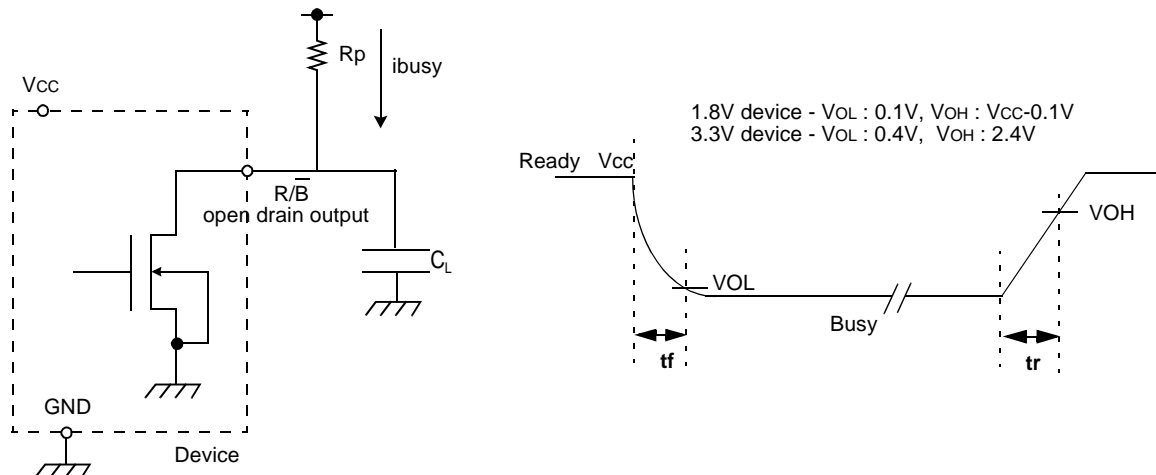 Rp
ibusy
VCC
R/B̅
open drain output
CL
GND
Device
1.8V device - VOL : 0.1V, VOH : VCC-0.1V
3.3V device - VOL : 0.4V, VOH : 2.4V
Ready Vcc
VOH
VOL
Busy
tf
tr